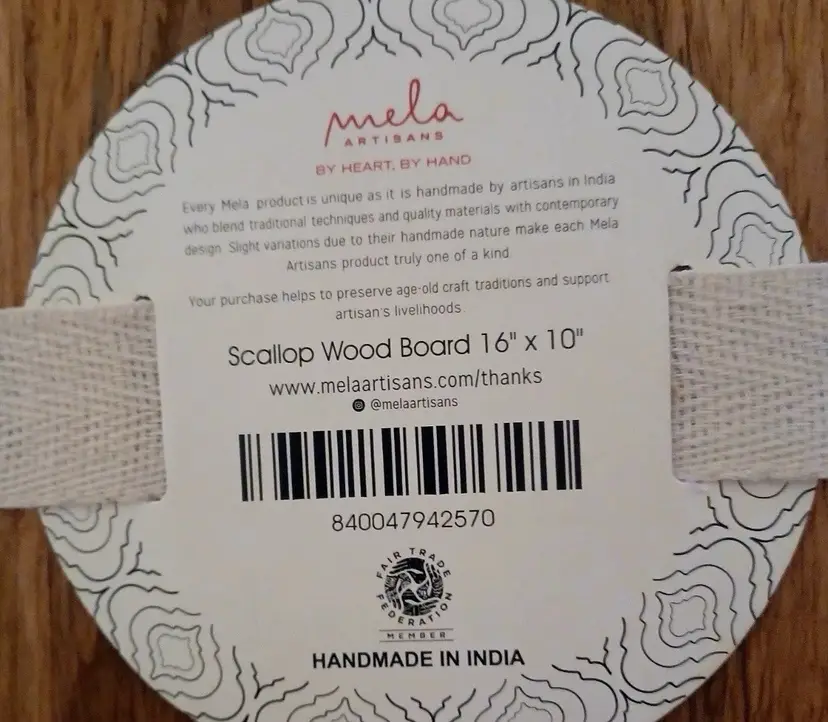 mela
ARTISANS
BY HEART, BY HAND
Every Mela product is unique as it is handmade by artisans in India
who blend traditional techniques and quality materials with contemporary
design. Slight variations due to their handmade nature make each Mela
Artisans product truly one of a kind.
Your purchase helps to preserve age-old craft traditions and support
artisan's livelihoods.
Scallop Wood Board 16" x 10"
www.melaartisans.com/thanks
@melaartisans
840047942570
FAIR TRADE
FEDERATION
MEMBER
HANDMADE IN INDIA